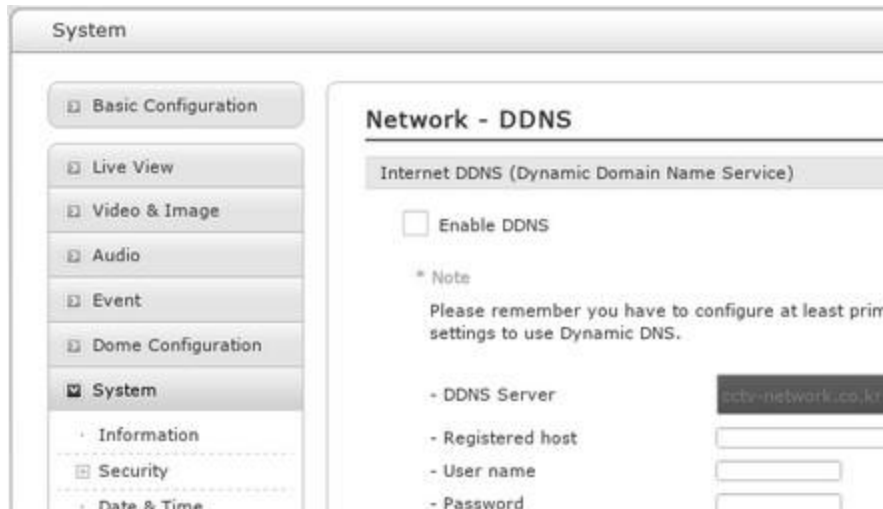 System
Basic Configuration
Live View
Video & Image
Audio
Event
Dome Configuration
System
Information
Security
Date & Time
Network - DDNS
Internet DDNS (Dynamic Domain Name Service)
Enable DDNS
* Note
Please remember you have to configure at least
settings to use Dynamic DNS.
- DDNS Server
cctv-network.co.kr
- Registered host
- User name
- Password